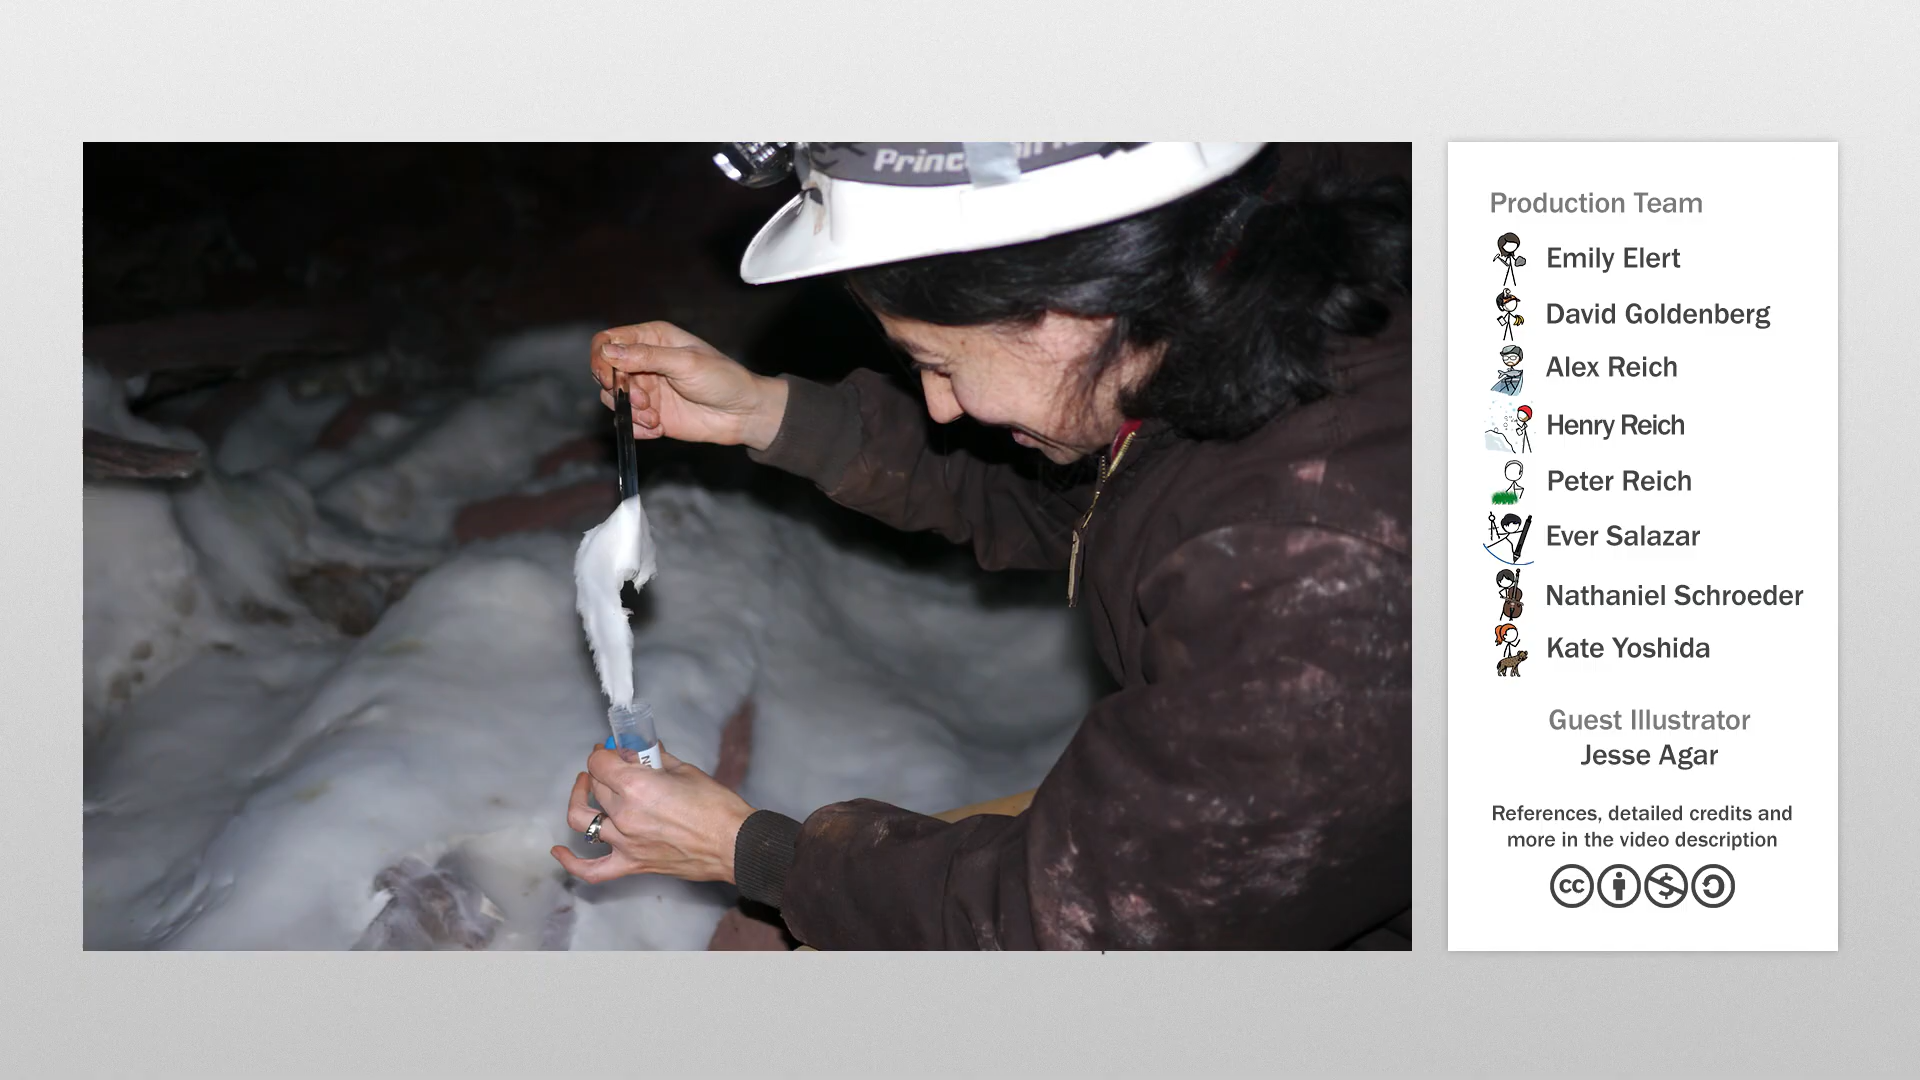 Princ
Production Team
Emily Elert
David Goldenberg
Alex Reich
Henry Reich
Peter Reich
Ever Salazar
Nathaniel Schroeder
Kate Yoshida
Guest Illustrator
Jesse Agar
References, detailed credits and
more in the video description
cc